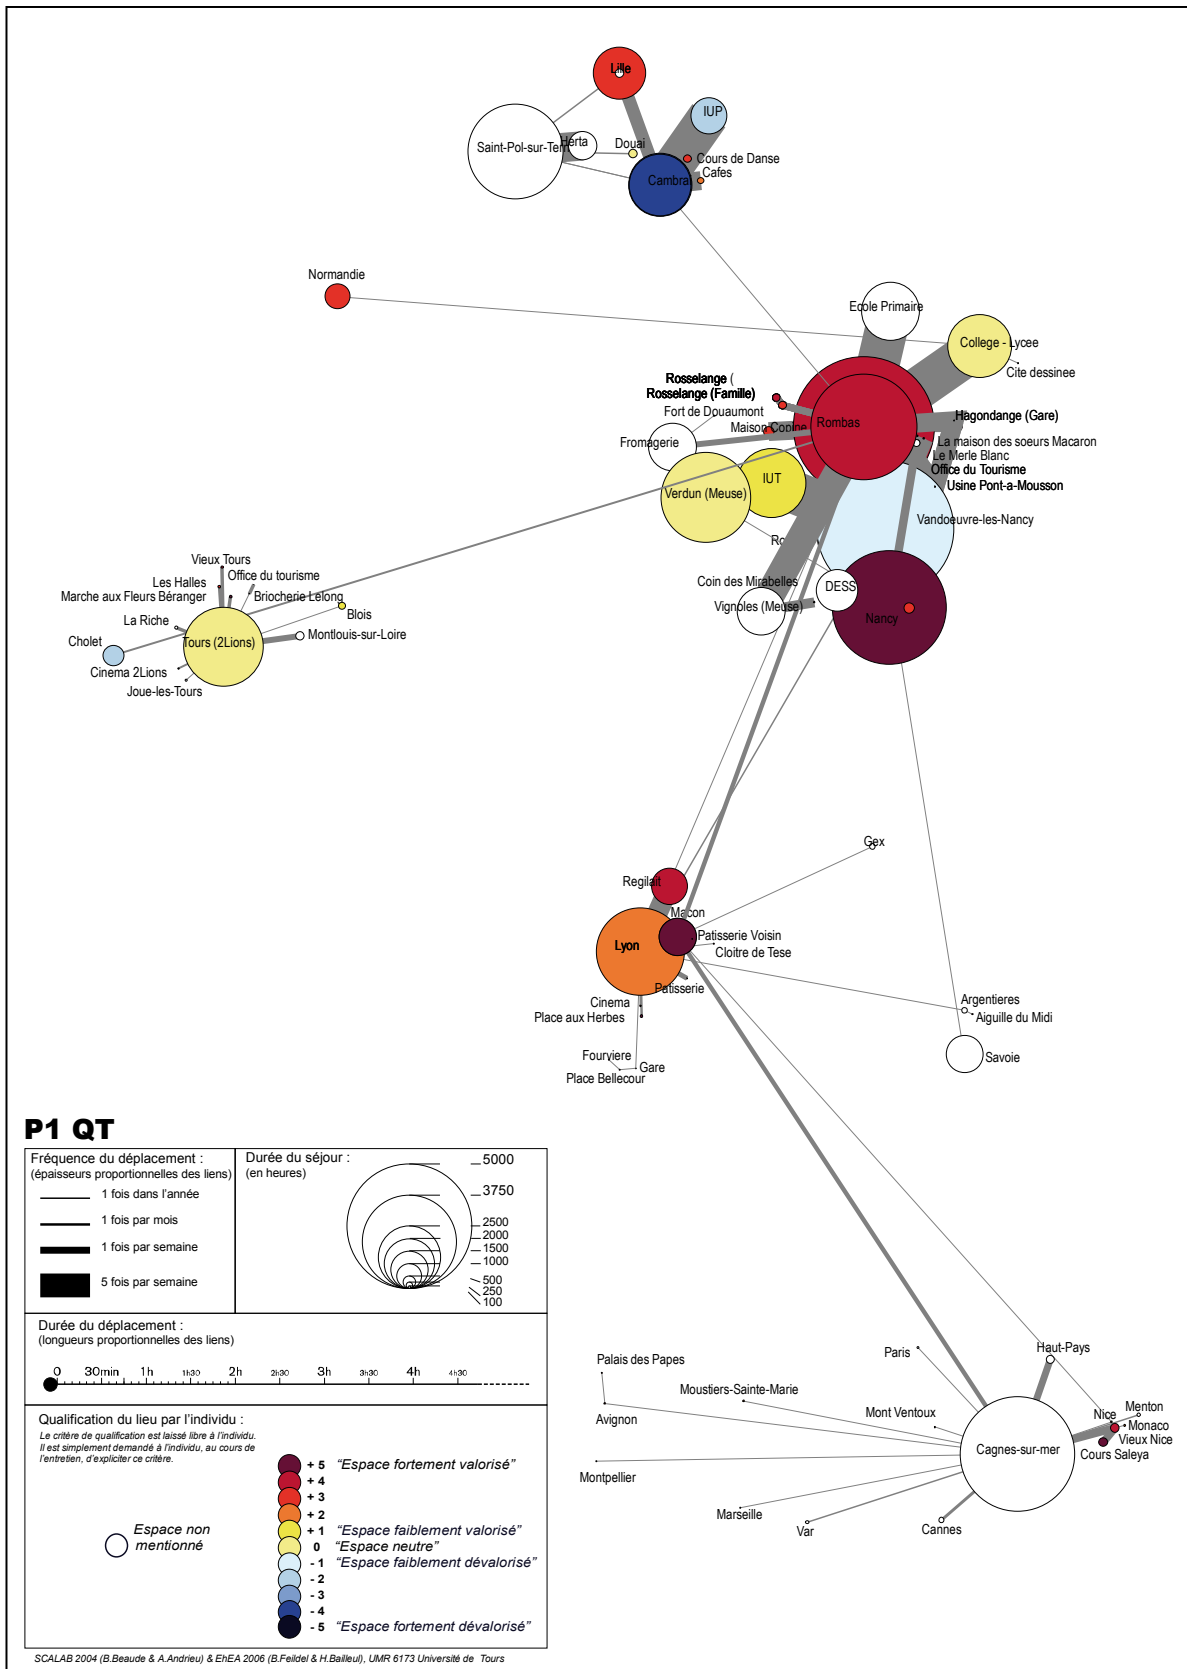 Lille
IUP
Saint-Pol-sur-Tern
Herta
Douai
Cours de Danse
Cafes
Cambrai
Normandie
Ecole Primaire
College - Lycee
Cite dessinee
Rosselange (
Rosselange (Famille)
Fort de Douaumont
Maison Copine
Rombas
Hagondange (Gare)
Fromagerie
La maison des soeurs Macaron
Le Merle Blanc
Office du Tourisme
IUT
Usine Pont-a-Mousson
Verdun (Meuse)
Vandoeuvre-les-Nancy
Coin des Mirabelles
DESS
Vignoles (Meuse)
Nancy
Vieux Tours
Office du tourisme
Les Halles
Briocherie Lelong
Marche aux Fleurs Béranger
Blois
La Riche
Tours (2Lions)
Montlouis-sur-Loire
Cholet
Cinema 2Lions
Joue-les-Tours
Gex
Regilait
Macon
Patisserie Voisin
Lyon
Cloitre de Tese
Patisserie
Cinema
Place aux Herbes
Argentieres
Aiguille du Midi
Fourviere
Gare
Place Bellecour
Savoie
P1 QT
Fréquence du déplacement :
(épaisseurs proportionnelles des liens)
1 fois dans l'année
1 fois par mois
1 fois par semaine
5 fois par semaine
Durée du séjour :
(en heures)
5000
3750
2500
2000
1500
1000
500
250
100
Durée du déplacement :
(longueurs proportionnelles des liens)
0 30min 1h 1h30 2h 2h30 3h 3h30 4h 4h30
Qualification du lieu par l'individu :
Le critère de qualification est laissé libre à l'individu.
Il est simplement demandé à l'individu, au cours de
l'entretien, d'expliciter ce critère.
+ 5 "Espace fortement valorisé"
+ 4
+ 3
+ 2
+ 1 "Espace faiblement valorisé"
0 "Espace neutre"
- 1 "Espace faiblement dévalorisé"
- 2
- 3
- 4
- 5 "Espace fortement dévalorisé"
Espace non
mentionné
Haut-Pays
Paris
Palais des Papes
Moustiers-Sainte-Marie
Avignon
Mont Ventoux
Nice
Menton
Monaco
Vieux Nice
Cours Saleya
Cagnes-sur-mer
Montpellier
Marseille
Var
Cannes
SCALAB 2004 (B.Beaude & A.Andrieu) & EhEA 2006 (B.Feildel & H.Bailleul), UMR 6173 Université de Tours